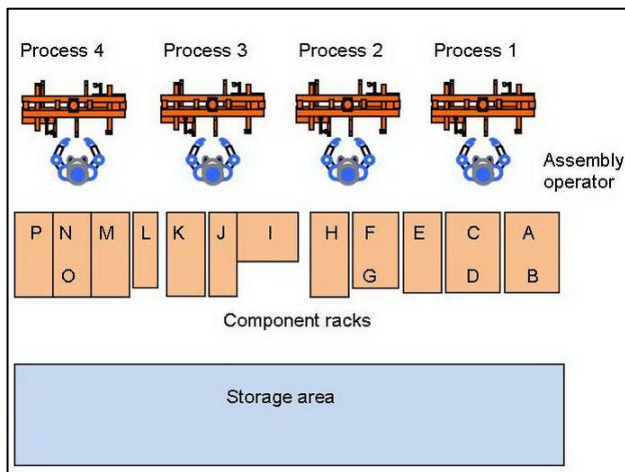 Process 4 Process 3 Process 2 Process 1
Assembly
operator
P N M L K J I H F E C A
O G D B
Component racks
Storage area